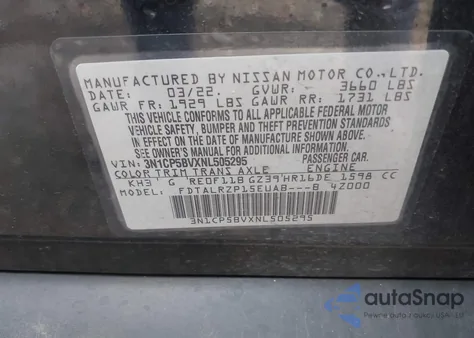 MANUFACTURED BY NISSAN MOTOR CO., LTD.
DATE: 03/22 GVWR: 3660 LBS
GAWR FR: 1929 LBS GAWR RR: 1731 LBS
THIS VEHICLE CONFORMS TO ALL APPLICABLE FEDERAL MOTOR
VEHICLE SAFETY, BUMPER AND THEFT PREVENTION STANDARDS
IN EFFECT ON THE DATE OF MANUFACTURE SHOWN ABOVE.
SEE OWNER'S MANUAL FOR ADDITIONAL INFORMATION.
VIN: 3N1CP5BVXNL505295
COLOR TRIM TRANS AXLE ENGINE
KH3 G RE0F11B GZ39 HR16DE 1598 CC
MODEL: FDTALRZP15EUAB---B 4Z000
3N1CP5BVXNL505295
autoSnap